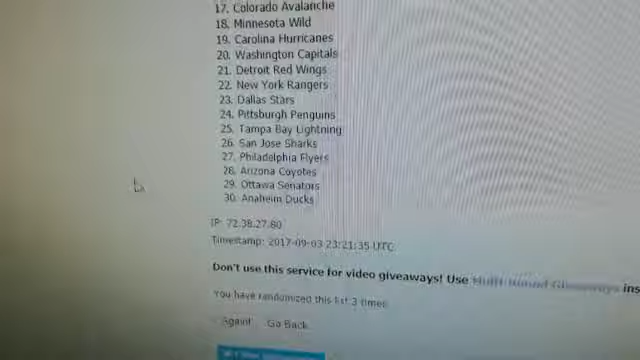 17. Colorado Avalanche
18. Minnesota Wild
19. Carolina Hurricanes
20. Washington Capitals
21. Detroit Red Wings
22. New York Rangers
23. Dallas Stars
24. Pittsburgh Penguins
25. Tampa Bay Lightning
26. San Jose Sharks
27. Philadelphia Flyers
28. Arizona Coyotes
29. Ottawa Senators
30. Anaheim Ducks
IP: 72.38.27.80
Timestamp: 2017-09-03 23:21:35 UTC
Don't use this service for video giveaways! Use Multi-Round Giveaways ins
You have randomized this list 3 times.
Again! Go Back